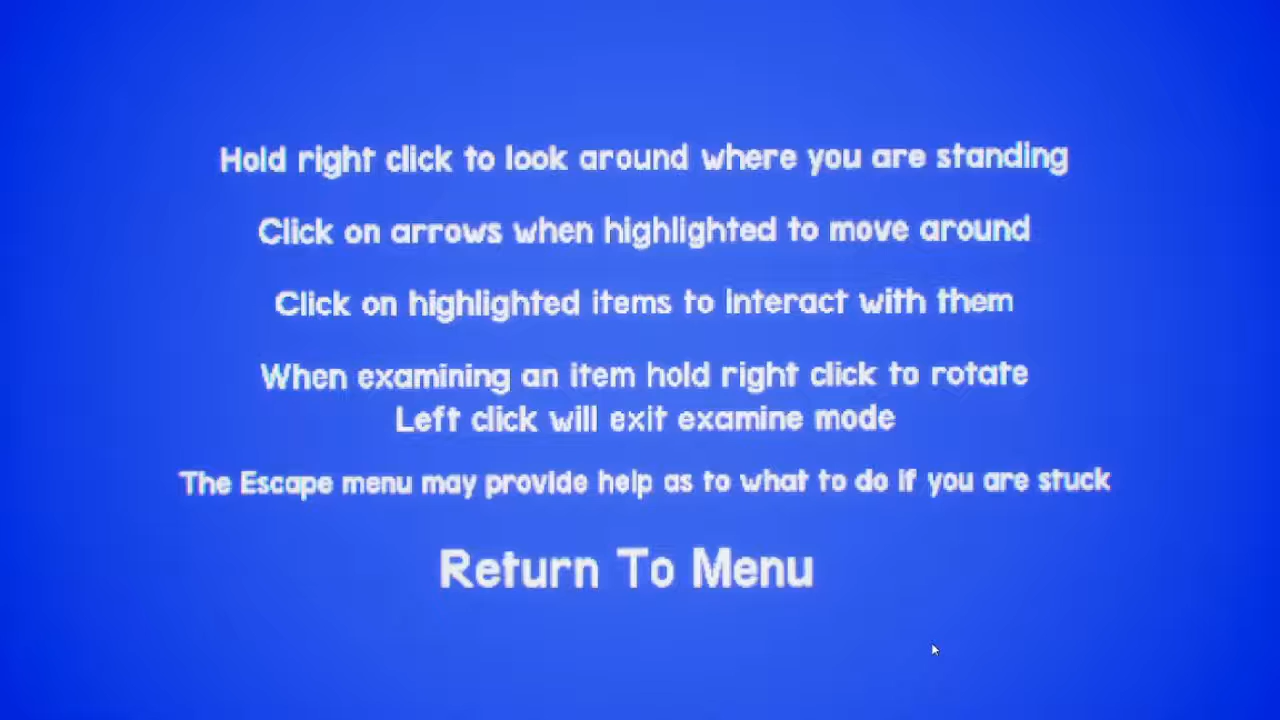 Hold right click to look around where you are standing
Click on arrows when highlighted to move around
Click on highlighted items to interact with them
When examining an item hold right click to rotate
Left click will exit examine mode
The Escape menu may provide help as to what to do if you are stuck
Return To Menu